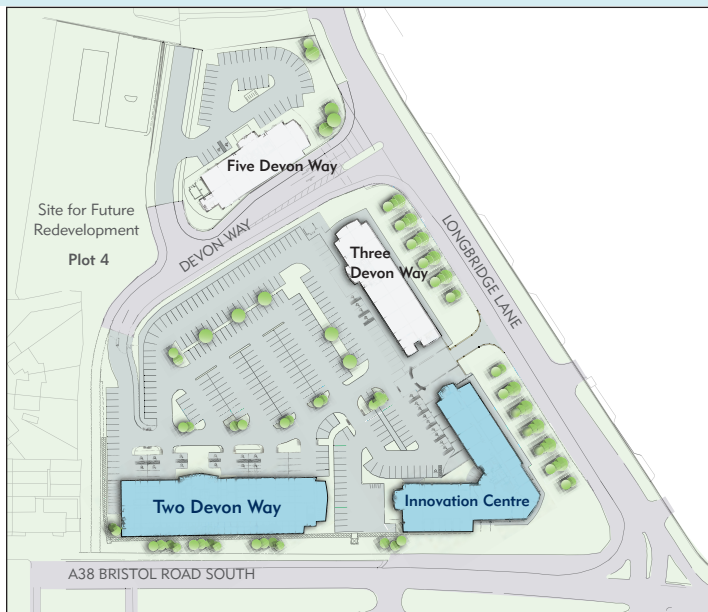 Five Devon Way
Site for Future
Redevelopment
Plot 4
DEVON WAY
LONGBRIDGE LANE
Three
Devon Way
Two Devon Way
Innovation Centre
A38 BRISTOL ROAD SOUTH